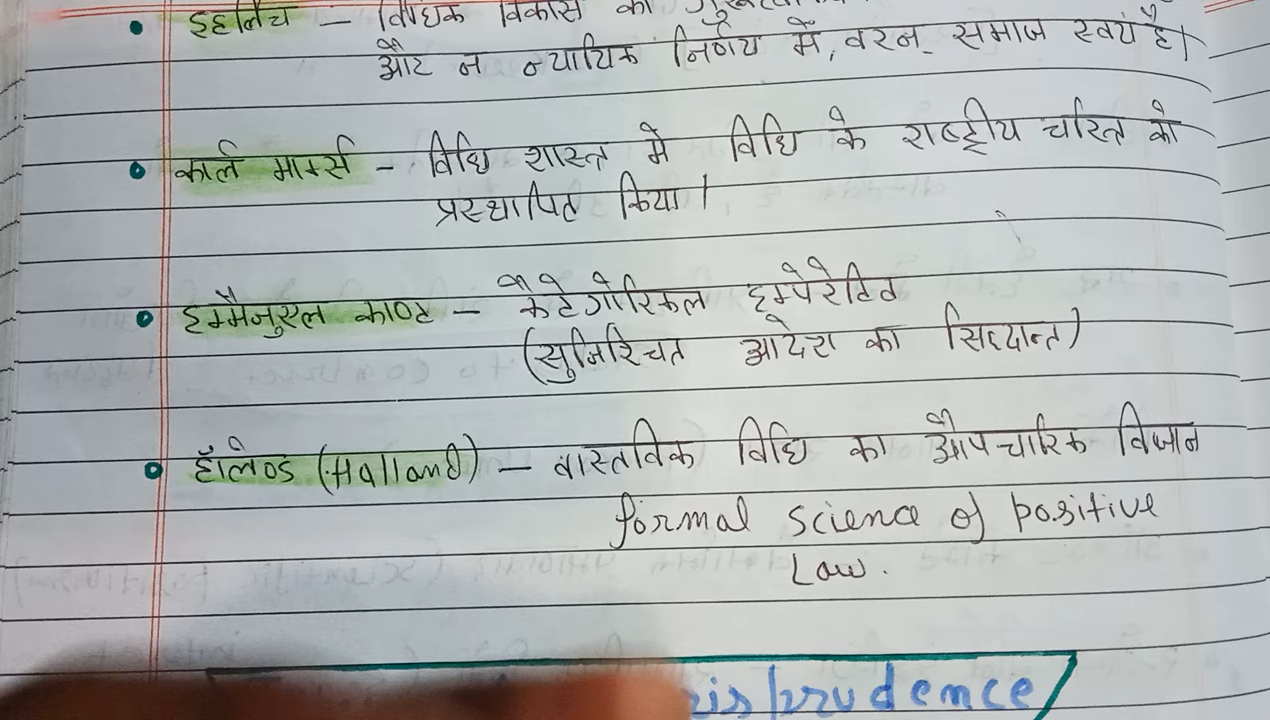 • इहर्लिच – विधिक विकास का
और न न्यायिक निर्णय में, वरन् समाज स्वयं है।
• कार्ल मार्क्स – विधि शास्त्र में विधि के राष्ट्रीय चरित्र को
प्रस्थापित किया।
• इम्मैनुएल काण्ट – कैटेगोरिकल इम्पेरेटिव
(सुनिश्चित आदेश का सिद्धान्त)
• हॉलैण्ड (Halland) – वास्तविक विधि का औपचारिक विज्ञान
formal science of positive
Law.